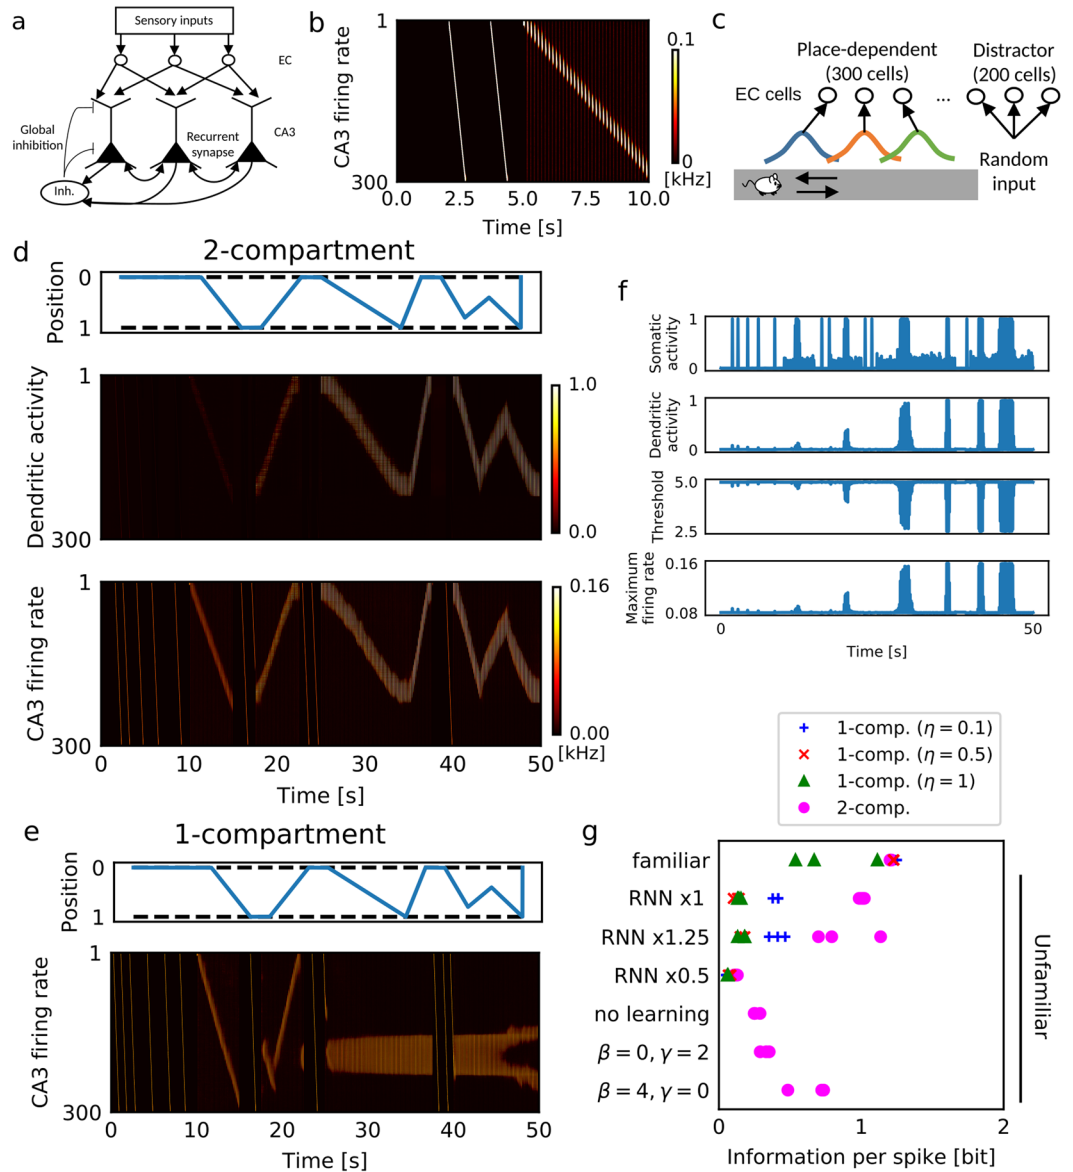 a
Sensory inputs
EC
CA3
Global
inhibition
Recurrent
synapse
Inh.
b
CA3 firing rate
1
300
0.0 2.5 5.0 7.5 10.0
Time [s]
0.1
0
[kHz]
c
Place-dependent
(300 cells)
Distractor
(200 cells)
EC cells
...
Random
input
d
2-compartment
Position
0
1
Dendritic activity
1
300
1.0
0.0
CA3 firing rate
1
300
0.16
0.00
[kHz]
0 10 20 30 40 50
Time [s]
e
1-compartment
Position
0
1
CA3 firing rate
1
300
0 10 20 30 40 50
Time [s]
f
Somatic
activity
1
0
Dendritic
activity
1
0
Threshold
5.0
2.5
Maximum
firing rate
0.16
0.08
0 50
Time [s]
1-comp. (η = 0.1)
1-comp. (η = 0.5)
1-comp. (η = 1)
2-comp.
g
familiar
RNN x1
RNN x1.25
RNN x0.5
no learning
β = 0, γ = 2
β = 4, γ = 0
Unfamiliar
0 1 2
Information per spike [bit]